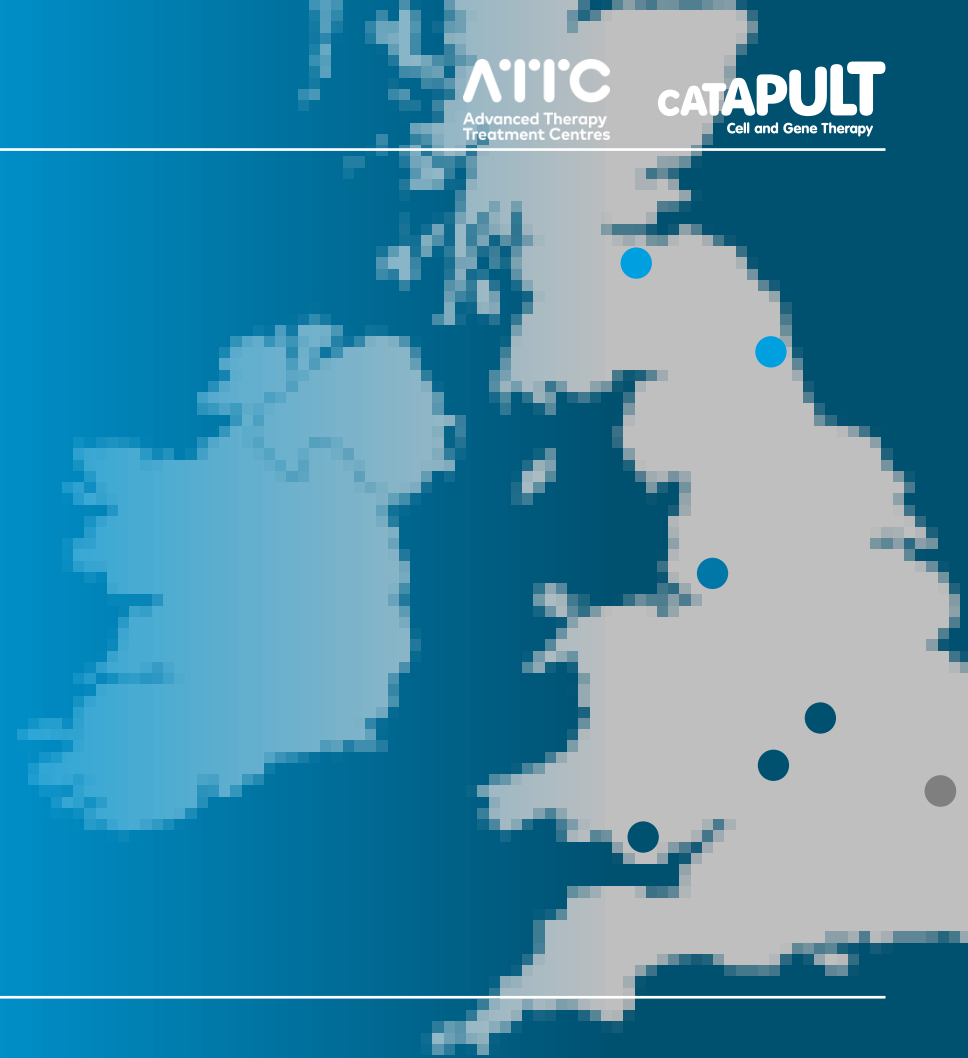 ATTC
Advanced Therapy
Treatment Centres
CATAPULT
Cell and Gene Therapy